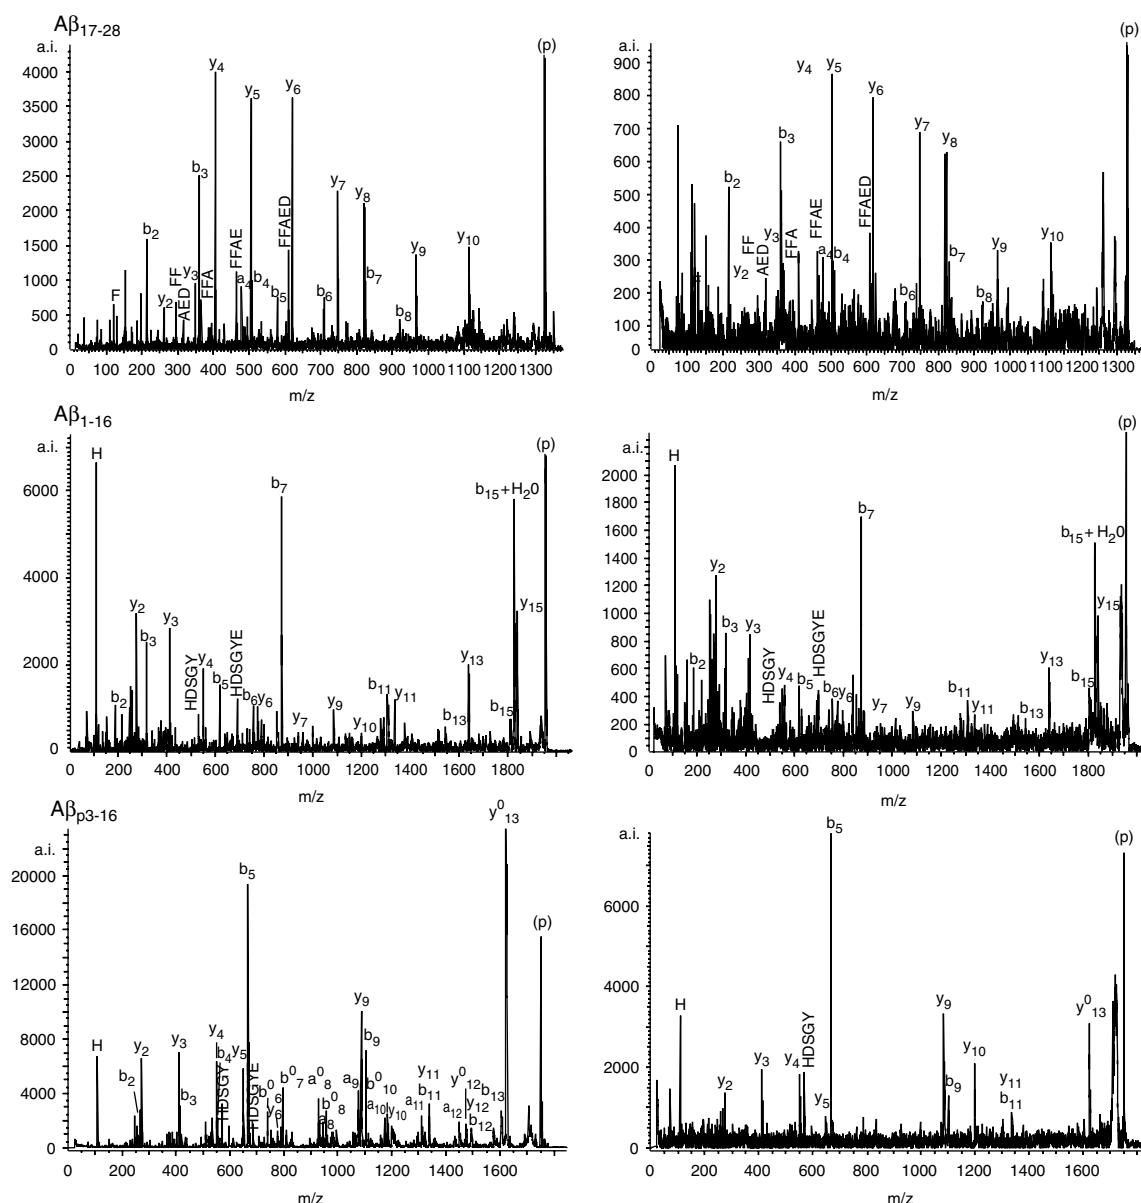 Aβ17-28
a.i.
4000
3500
3000
2500
2000
1500
1000
500
0
F
b2
y2
FF
AED
y3
b3
FFA
y4
FFAE
a4
y5
b4
b5
FFAED
y6
b6
y7
y8
b7
b8
y9
y10
(p)
0 100 200 300 400 500 600 700 800 900 1000 1100 1200 1300
m/z
a.i.
900
800
700
600
500
400
300
200
100
0
b2
y2
FF
AED
y3
b3
FFA
y4
FFAE
a4
y5
b4
FFAED
y6
b6
y7
y8
b7
b8
y9
y10
(p)
0 100 200 300 400 500 600 700 800 900 1000 1100 1200 1300
m/z
Aβ1-16
a.i.
6000
4000
2000
0
H
b2
y2
b3
y3
HDSGY
y4
b5
HDSGYE
b6
y6
b7
y7
y9
y10
b11
y11
b13
y13
b15
b15+H20
y15
(p)
0 200 400 600 800 1000 1200 1400 1600 1800
m/z
a.i.
2000
1800
1600
1400
1200
1000
800
600
400
200
0
H
b2
y2
b3
y3
HDSGY
y4
b5
HDSGYE
b6
y6
b7
y7
y9
b11
y11
b13
y13
b15
b15+H20
y15
(p)
0 200 400 600 800 1000 1200 1400 1600 1800
m/z
Aβp3-16
a.i.
20000
16000
12000
8000
4000
0
H
b2
y2
y3
b3
y4
b4
HDSGY
y5
b5
HDSGYE
b06
y6
b07
a08
a8
b08
a9
y9
b9
b010
a10
y10
a11
y11
b11
a12
y012
y12
b12
b13
y013
(p)
0 200 400 600 800 1000 1200 1400 1600 1800
m/z
a.i.
6000
4000
2000
0
H
y2
y3
y4
HDSGY
y5
b5
y9
b9
y10
y11
b11
y013
(p)
0 200 400 600 800 1000 1200 1400 1600
m/z